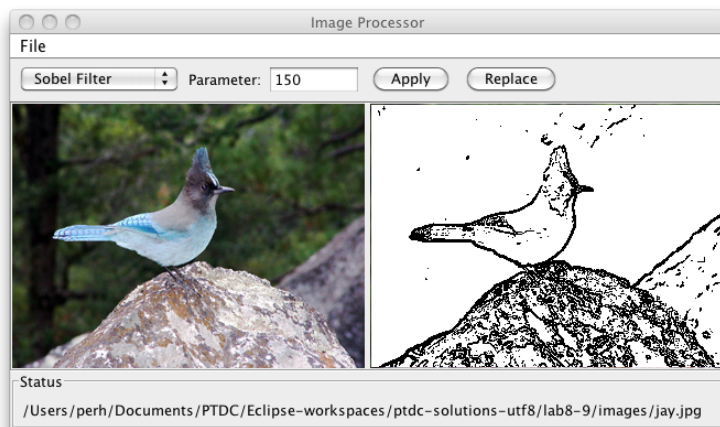 Image Processor
File
Sobel Filter Parameter: 150 Apply Replace
Status
/Users/perh/Documents/PTDC/Eclipse-workspaces/ptdc-solutions-utf8/lab8-9/images/jay.jpg